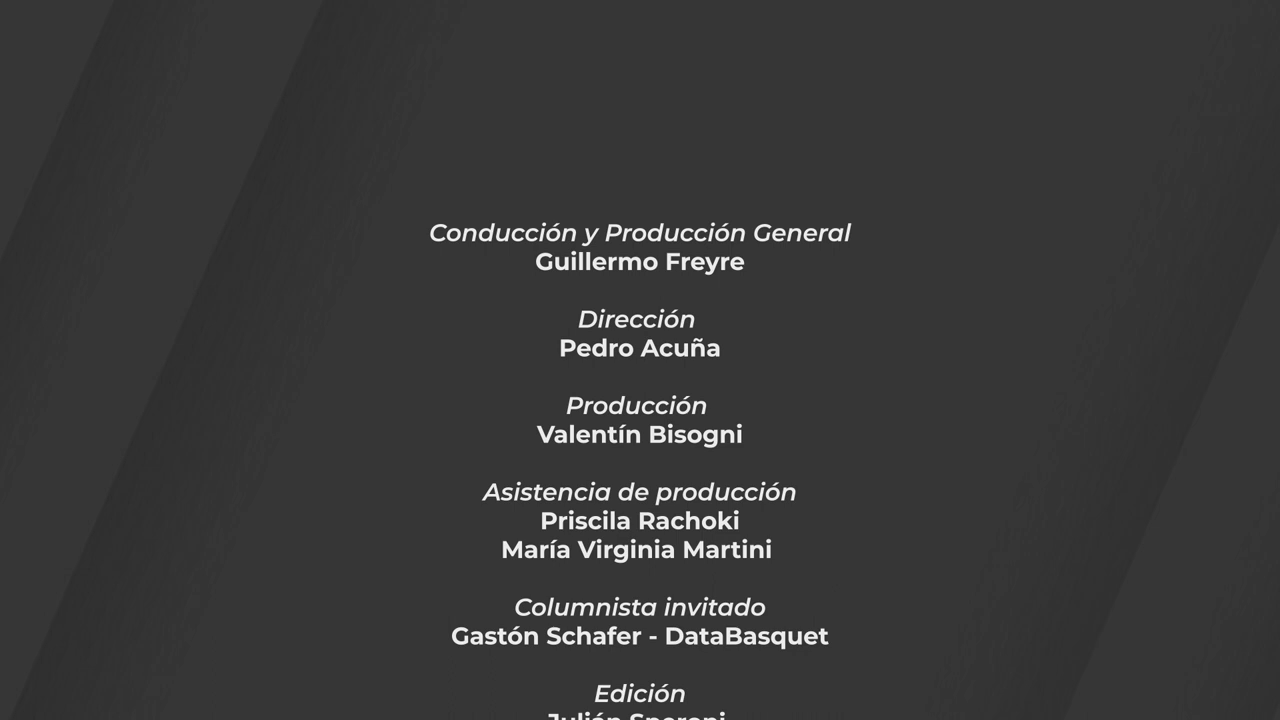 Conducción y Producción General
Guillermo Freyre
Dirección
Pedro Acuña
Producción
Valentín Bisogni
Asistencia de producción
Priscila Rachoki
María Virginia Martini
Columnista invitado
Gastón Schafer - DataBasquet
Edición
Julián